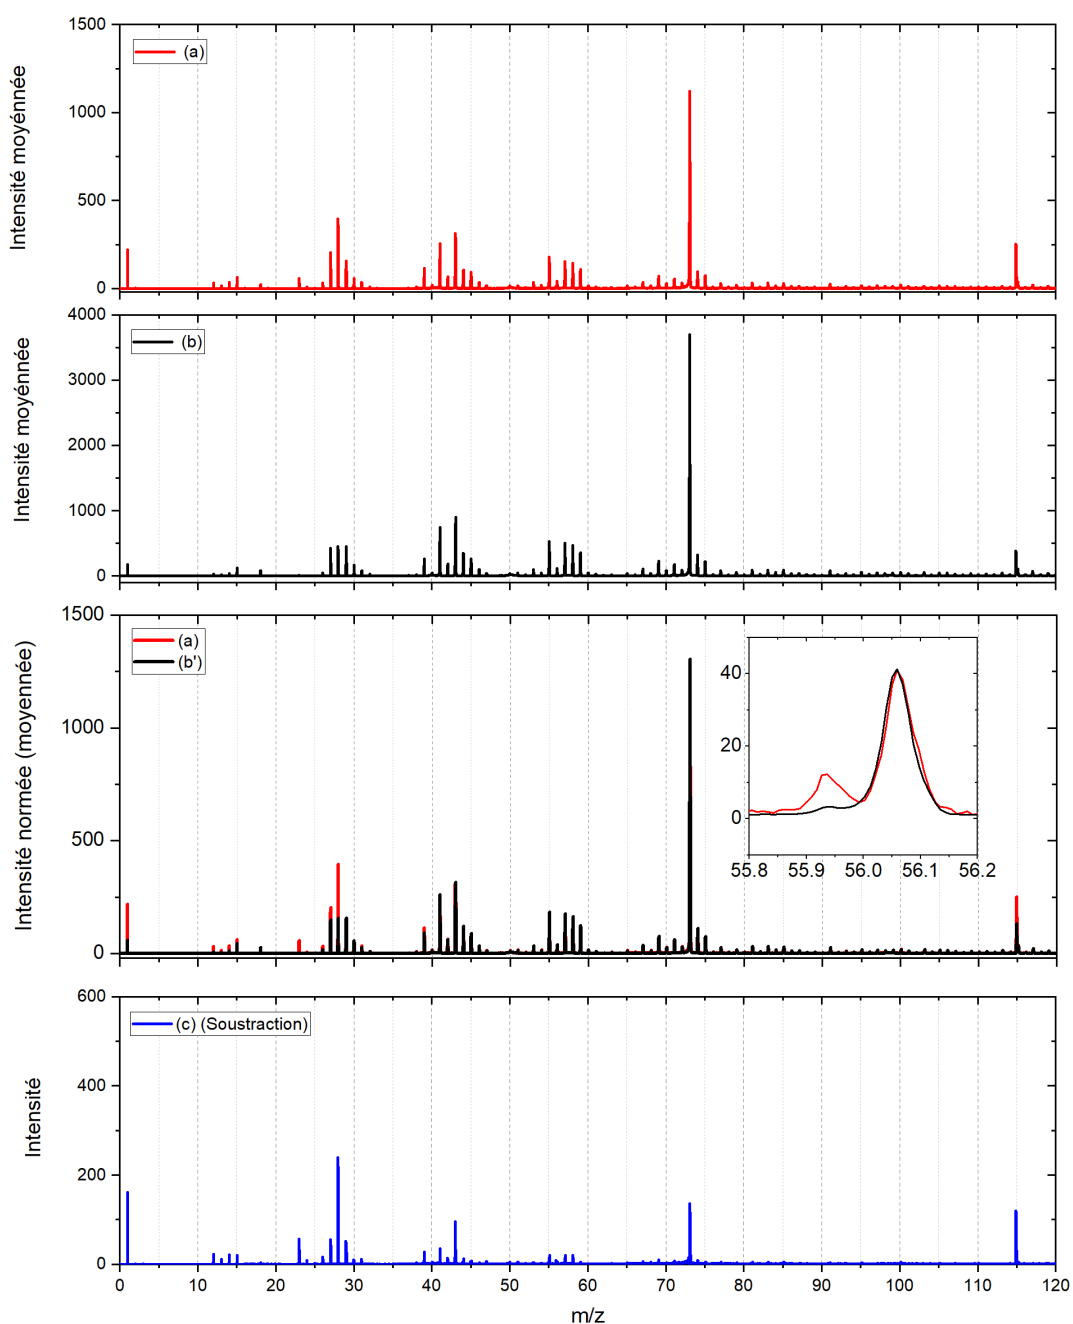 1500
(a)
1000
500
0
Intensité moyénnée
4000
(b)
3000
2000
1000
0
Intensité moyénnée
1500
(a)
(b')
1000
500
0
Intensité normée (moyennée)
40
20
0
55.8 55.9 56.0 56.1 56.2
600
(c) (Soustraction)
400
200
0
Intensité
0 10 20 30 40 50 60 70 80 90 100 110 120
m/z